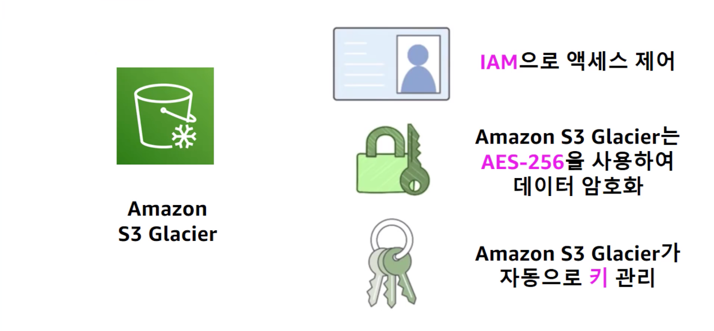 Amazon
S3 Glacier
IAM으로 액세스 제어
Amazon S3 Glacier는
AES-256을 사용하여
데이터 암호화
Amazon S3 Glacier가
자동으로 키 관리